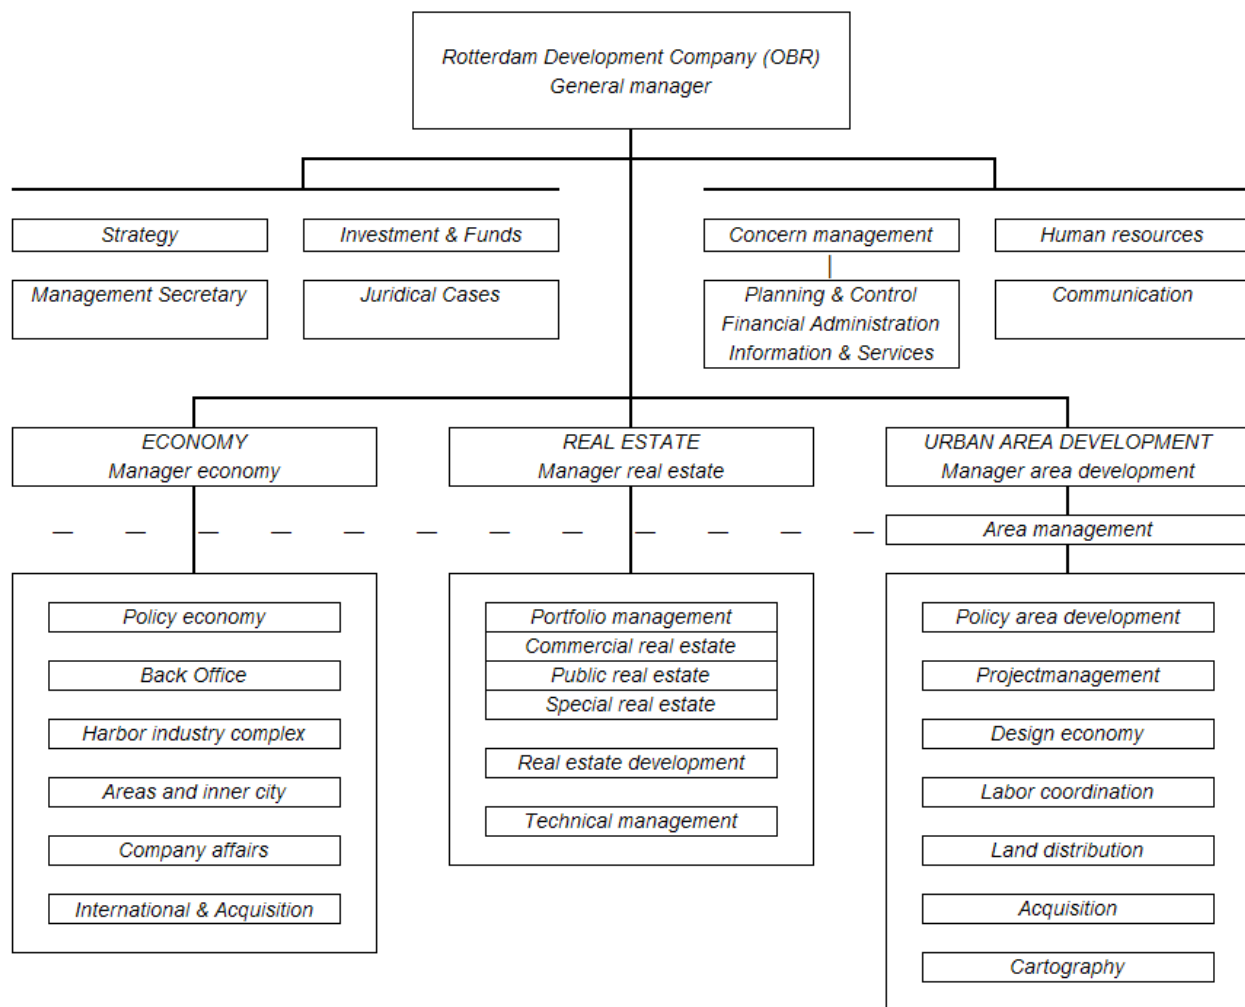 Rotterdam Development Company (OBR)
General manager
Strategy
Investment & Funds
Concern management
Human resources
Management Secretary
Juridical Cases
Planning & Control
Financial Administration
Information & Services
Communication
ECONOMY
Manager economy
REAL ESTATE
Manager real estate
URBAN AREA DEVELOPMENT
Manager area development
Area management
Policy economy
Back Office
Harbor industry complex
Areas and inner city
Company affairs
International & Acquisition
Portfolio management
Commercial real estate
Public real estate
Special real estate
Real estate development
Technical management
Policy area development
Projectmanagement
Design economy
Labor coordination
Land distribution
Acquisition
Cartography